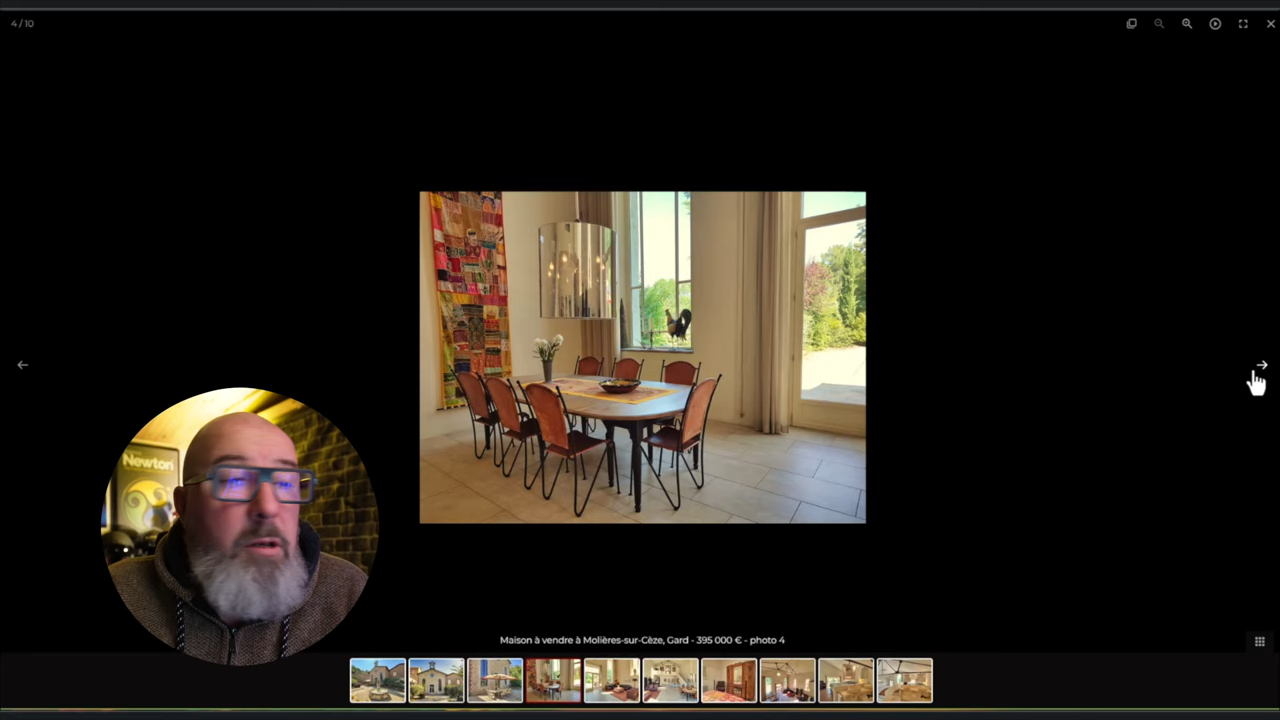 4 / 10
Newton
Maison à vendre à Molières-sur-Cèze, Gard - 395 000 € - photo 4